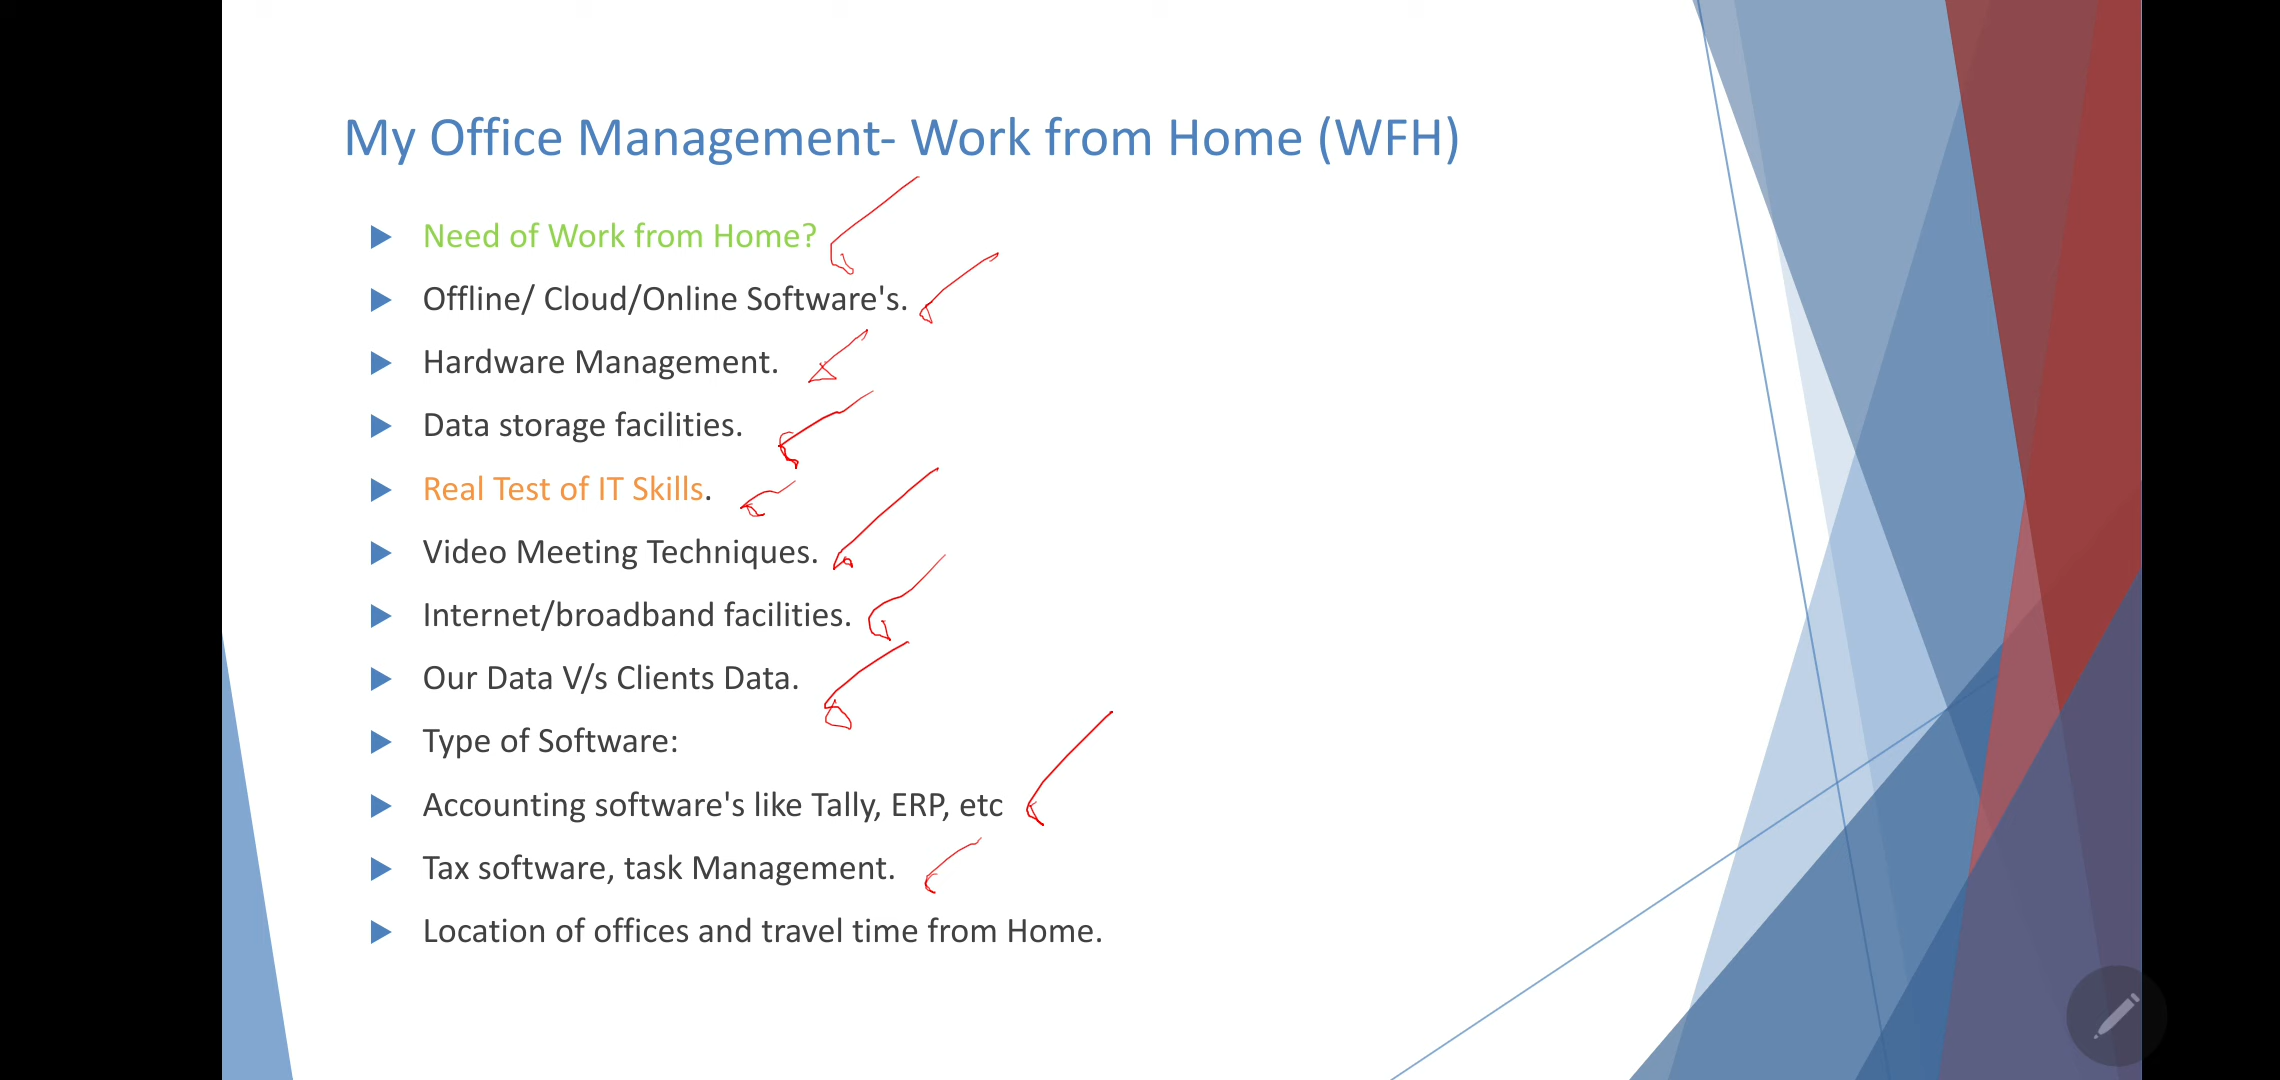 My Office Management- Work from Home (WFH)
Need of Work from Home?
Offline/ Cloud/Online Software's.
Hardware Management.
Data storage facilities.
Real Test of IT Skills.
Video Meeting Techniques.
Internet/broadband facilities.
Our Data V/s Clients Data.
Type of Software:
Accounting software's like Tally, ERP, etc
Tax software, task Management.
Location of offices and travel time from Home.